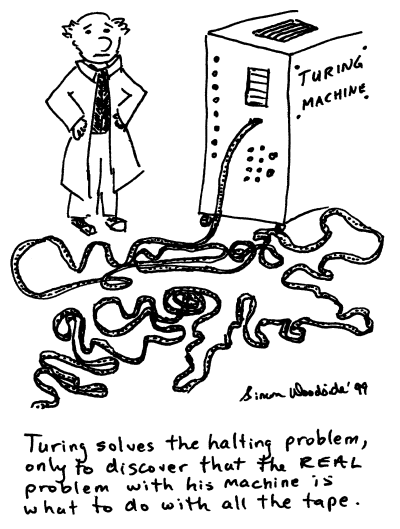 TURING
MACHINE
Simon Woodside '99
Turing solves the halting problem,
only to discover that the REAL
problem with his machine is
what to do with all the tape.